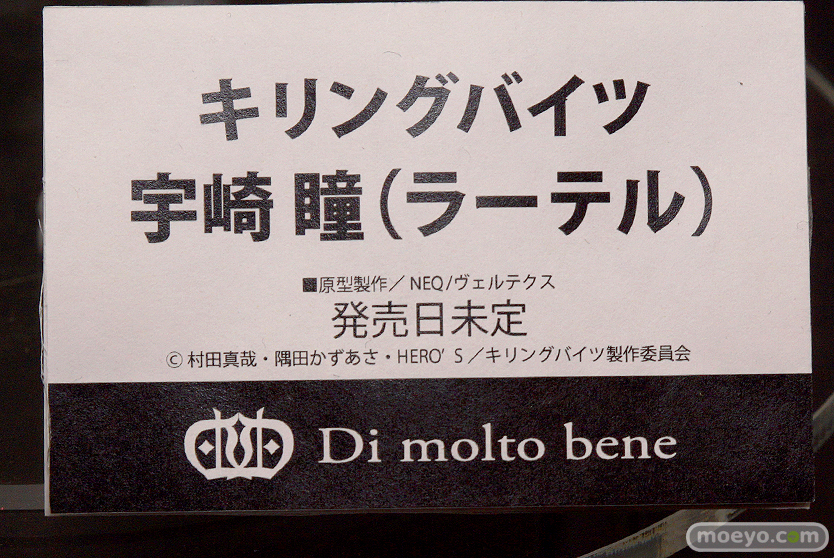 キリングバイツ
宇崎 瞳(ラーテル)
■原型製作／NEQ/ヴェルテクス
発売日未定
© 村田真哉・隅田かずあさ・HERO'S／キリングバイツ製作委員会
Di molto bene
moeyo.com